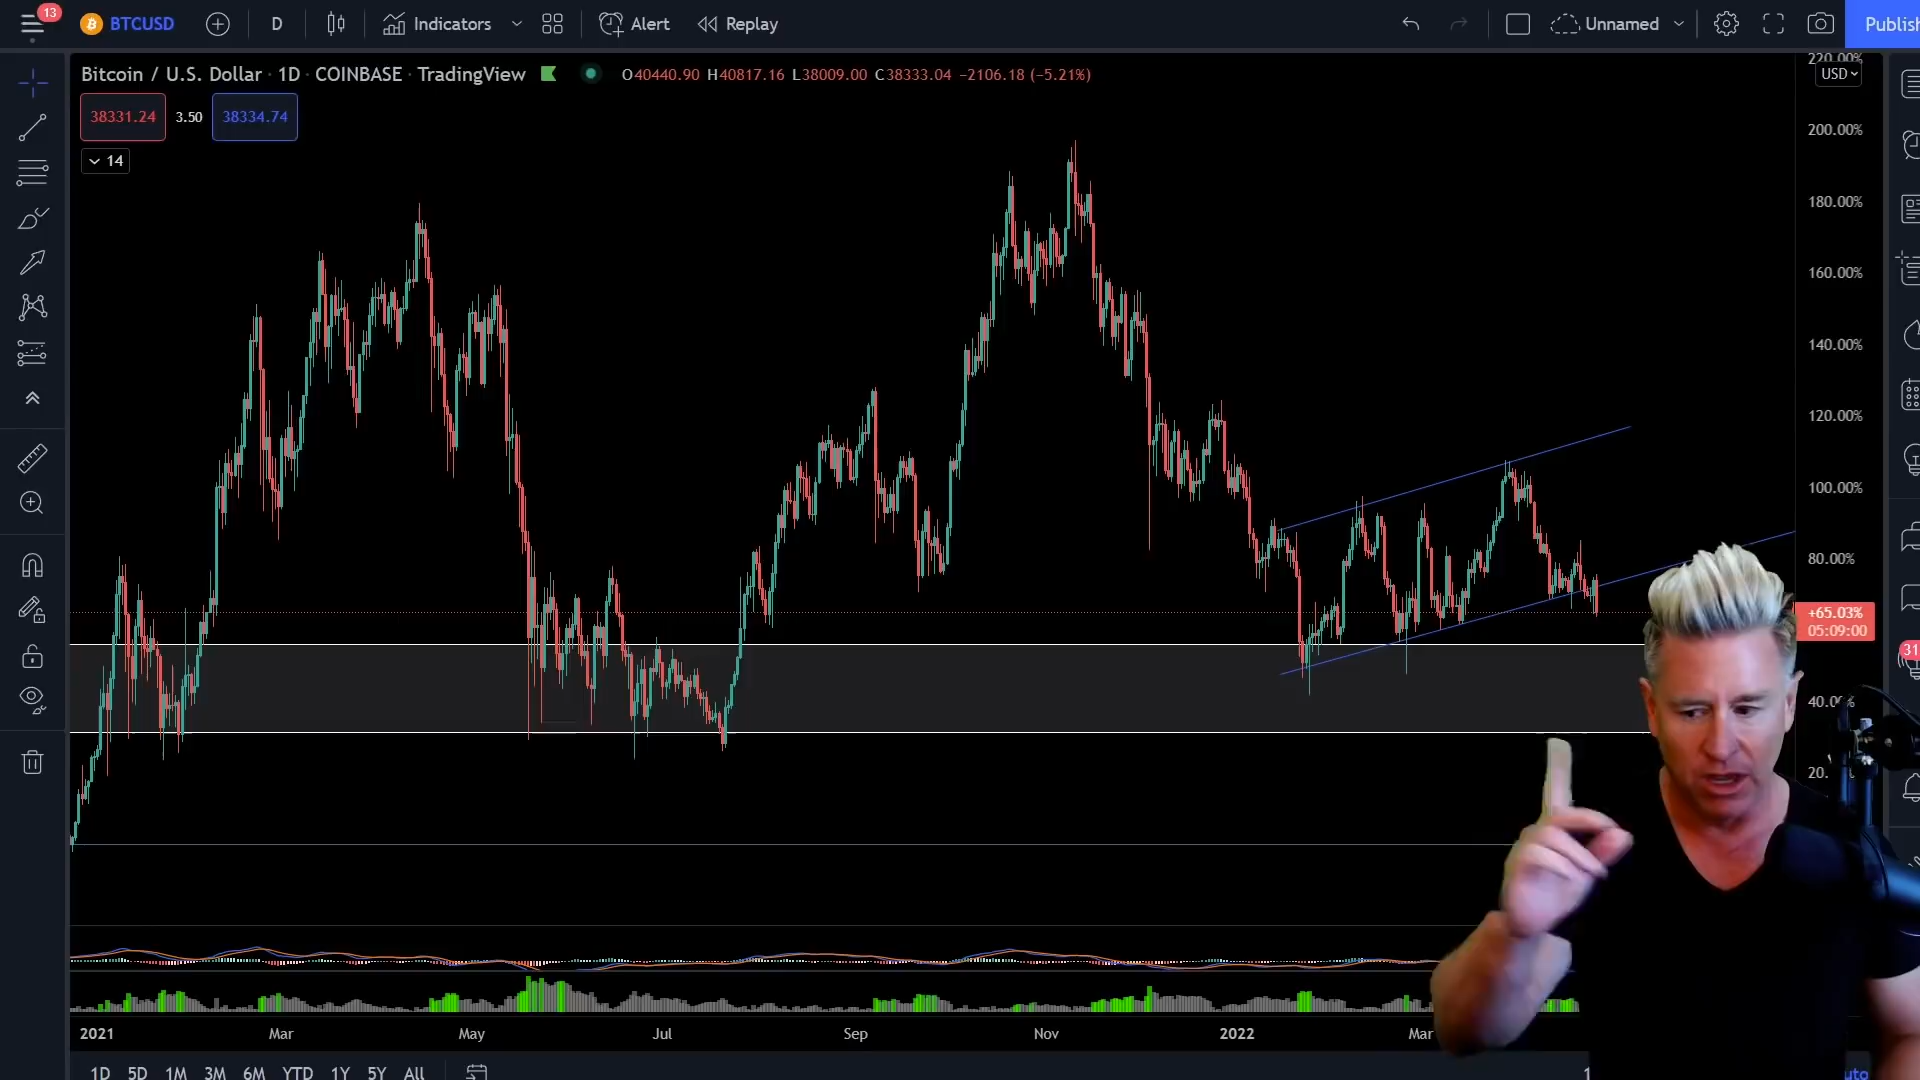 13
BTCUSD D Indicators Alert Replay Unnamed Publish
Bitcoin / U.S. Dollar · 1D · COINBASE · TradingView O40440.90 H40817.16 L38009.00 C38333.04 −2106.18 (−5.21%)
38331.24 3.50 38334.74
14
220.00%
USD
200.00%
180.00%
160.00%
140.00%
120.00%
100.00%
80.00%
+65.03%
05:09:00
31
20.
2021 Mar May Jul Sep Nov 2022 Mar
1D 5D 1M 3M 6M YTD 1Y 5Y All